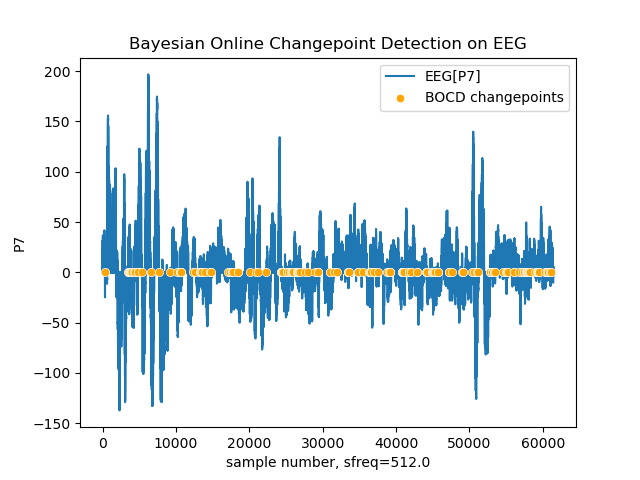 Bayesian Online Changepoint Detection on EEG
EEG[P7]
BOCD changepoints
200
150
100
50
0
−50
−100
−150
P7
0 10000 20000 30000 40000 50000 60000
sample number, sfreq=512.0